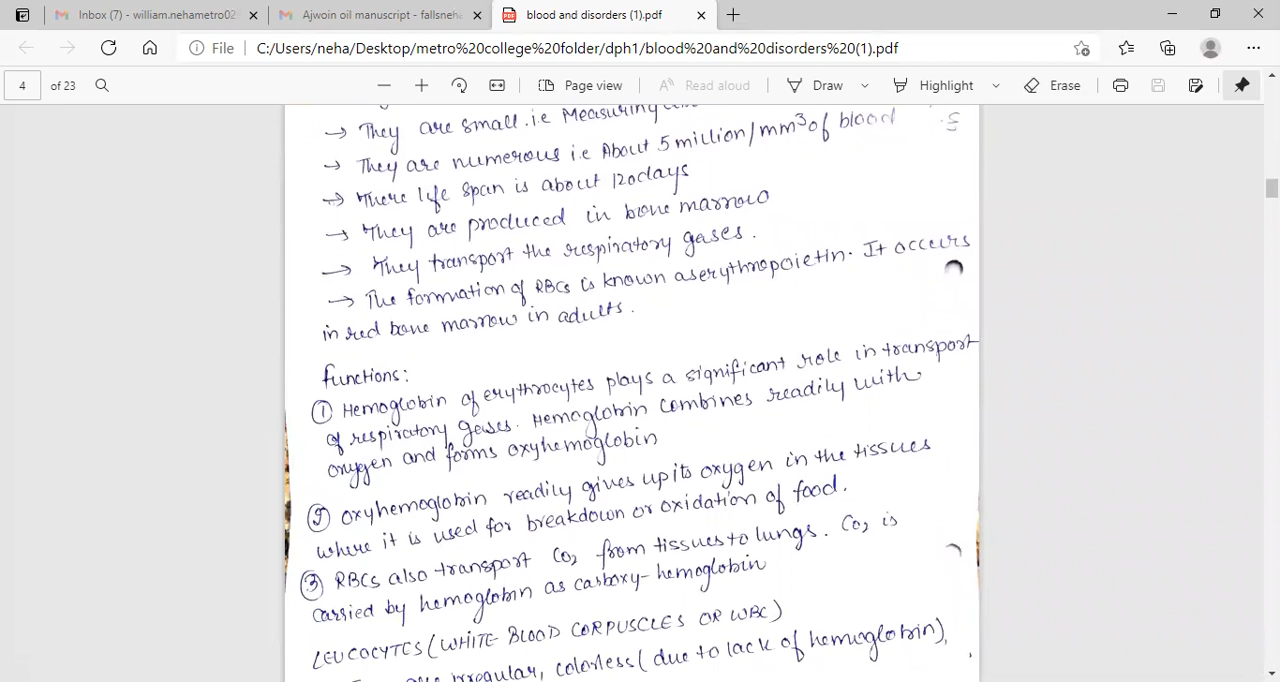 Inbox (7) - william.nehametro02
Ajwoin oil manuscript - fallsneha
blood and disorders (1).pdf
File
C:/Users/neha/Desktop/metro%20college%20folder/dph1/blood%20and%20disorders%20(1).pdf
4 of 23
Page view
Read aloud
Draw
Highlight
Erase
→ They are small .i.e Measuring
→ They are numerous i.e About 5 million/mm³ of blood
→ There life span is about 120days
→ They are produced in bone marrow
→ They transport the respiratory gases.
→ The formation of RBCs is known as erythropoietin. It occurs
in red bone marrow in adults.
functions:
① Hemoglobin of erythrocytes plays a significant role in transport
of respiratory gases. Hemoglobin combines readily with
oxygen and forms oxyhemoglobin
② oxyhemoglobin readily gives up its oxygen in the tissues
where it is used for breakdown or oxidation of food.
③ RBCs also transport CO₂ from tissues to lungs. CO₂ is
carried by hemoglobin as carboxy-hemoglobin
LEUCOCYTES (WHITE BLOOD CORPUSCLES OR WBC)
are irregular, colorless (due to lack of hemoglobin),